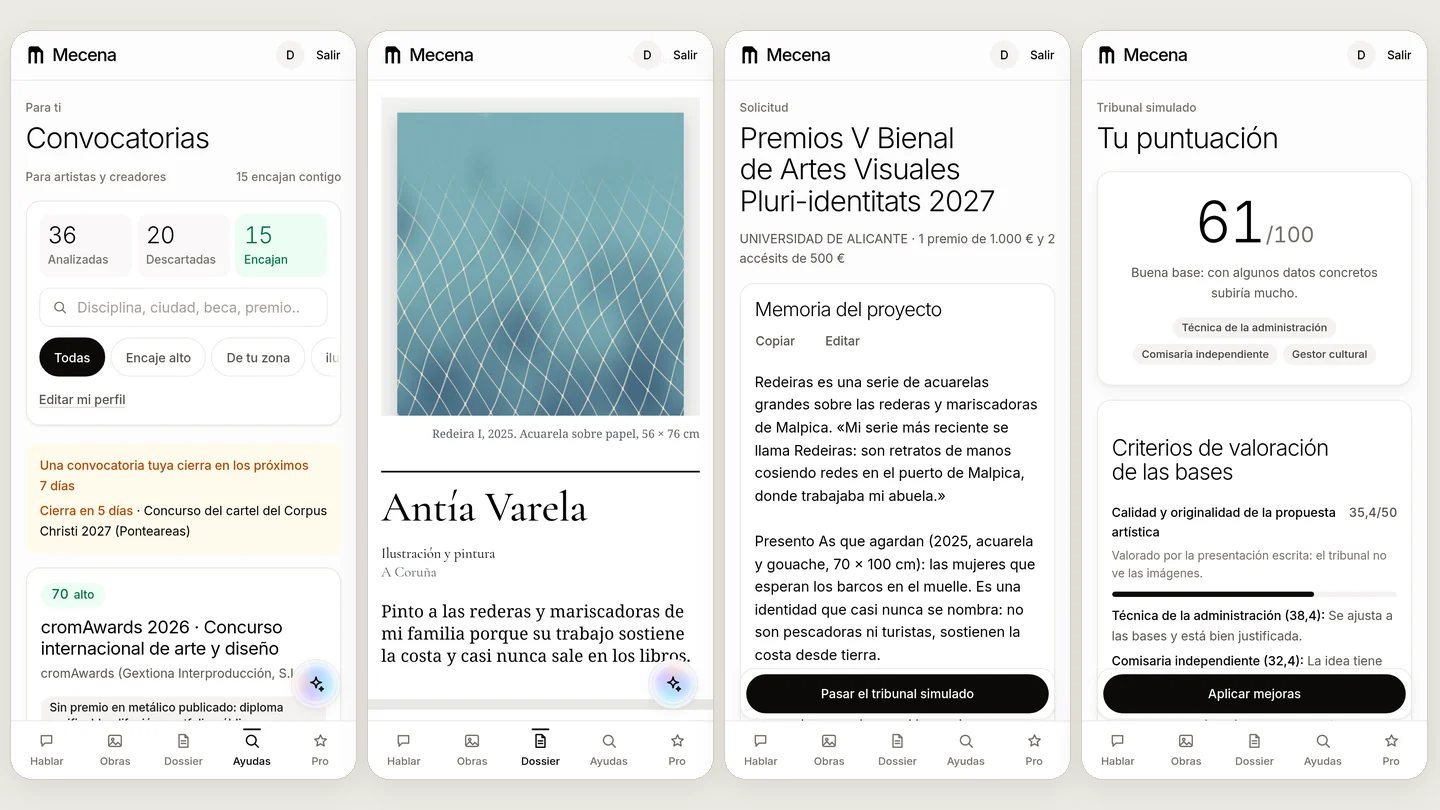 Mecena
D
Salir
Para ti
Convocatorias
Para artistas y creadores
15 encajan contigo
36
Analizadas
20
Descartadas
15
Encajan
Disciplina, ciudad, beca, premio..
Todas
Encaje alto
De tu zona
ilu
Editar mi perfil
Una convocatoria tuya cierra en los próximos
7 días
Cierra en 5 días · Concurso del cartel del Corpus
Christi 2027 (Ponteareas)
70 alto
cromAwards 2026 · Concurso
internacional de arte y diseño
cromAwards (Gextiona Interproducción, S.l
Sin premio en metálico publicado: diploma
Hablar
Obras
Dossier
Ayudas
Pro
Mecena
D
Salir
Redeira I, 2025. Acuarela sobre papel, 56 × 76 cm
Antía Varela
Ilustración y pintura
A Coruña
Pinto a las rederas y mariscadoras de
mi familia porque su trabajo sostiene
la costa y casi nunca sale en los libros.
Hablar
Obras
Dossier
Ayudas
Pro
Mecena
D
Salir
Solicitud
Premios V Bienal
de Artes Visuales
Pluri-identitats 2027
UNIVERSIDAD DE ALICANTE · 1 premio de 1.000 € y 2
accésits de 500 €
Memoria del proyecto
Copiar
Editar
Redeiras es una serie de acuarelas
grandes sobre las rederas y mariscadoras
de Malpica. «Mi serie más reciente se
llama Redeiras: son retratos de manos
cosiendo redes en el puerto de Malpica,
donde trabajaba mi abuela.»
Presento As que agardan (2025, acuarela
y gouache, 70 × 100 cm): las mujeres que
esperan los barcos en el muelle. Es una
identidad que casi nunca se nombra: no
son pescadoras ni turistas, sostienen la
costa desde tierra.
Pasar el tribunal simulado
Hablar
Obras
Dossier
Ayudas
Pro
Mecena
D
Salir
Tribunal simulado
Tu puntuación
61/100
Buena base: con algunos datos concretos
subiría mucho.
Técnica de la administración
Comisaria independiente
Gestor cultural
Criterios de valoración
de las bases
Calidad y originalidad de la propuesta
artística
35,4/50
Valorado por la presentación escrita: el tribunal no
ve las imágenes.
Técnica de la administración (38,4): Se ajusta a
las bases y está bien justificada.
Comisaria independiente (32,4): La idea tiene
Aplicar mejoras
Hablar
Obras
Dossier
Ayudas
Pro